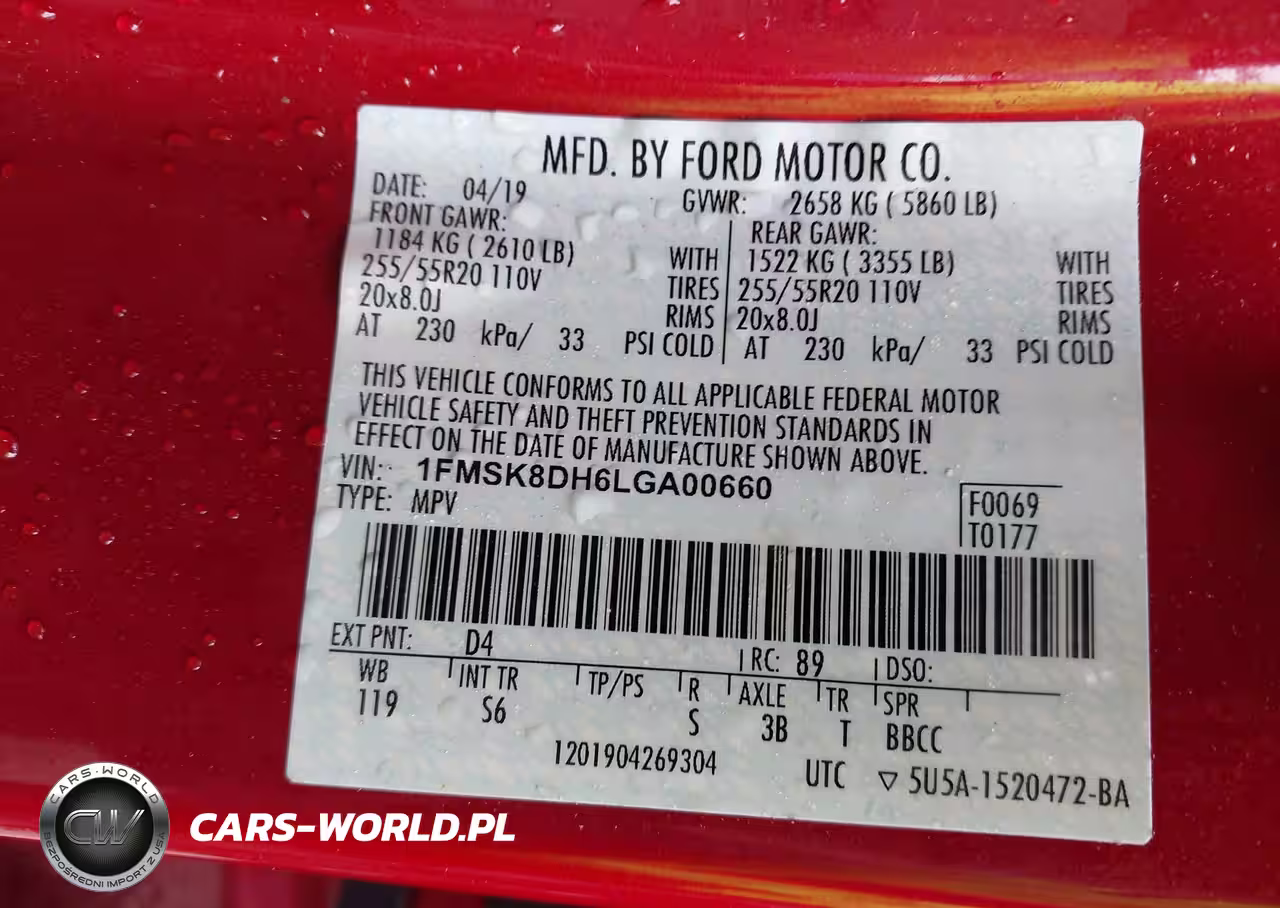 MFD. BY FORD MOTOR CO.
DATE: 04/19 GVWR: 2658 KG ( 5860 LB)
FRONT GAWR: REAR GAWR:
1184 KG ( 2610 LB) WITH 1522 KG ( 3355 LB) WITH
255/55R20 110V TIRES 255/55R20 110V TIRES
20x8.0J RIMS 20x8.0J RIMS
AT 230 kPa/ 33 PSI COLD AT 230 kPa/ 33 PSI COLD
THIS VEHICLE CONFORMS TO ALL APPLICABLE FEDERAL MOTOR
VEHICLE SAFETY AND THEFT PREVENTION STANDARDS IN
EFFECT ON THE DATE OF MANUFACTURE SHOWN ABOVE.
VIN: 1FMSK8DH6LGA00660
TYPE: MPV
F0069
T0177
EXT PNT: D4 RC: 89 DSO:
WB INT TR TP/PS R AXLE TR SPR
119 S6 S 3B T BBCC
1201904269304
UTC ▽ 5U5A-1520472-BA
CARS-WORLD
CW
BEZPOŚREDNI IMPORT Z USA
CARS-WORLD.PL